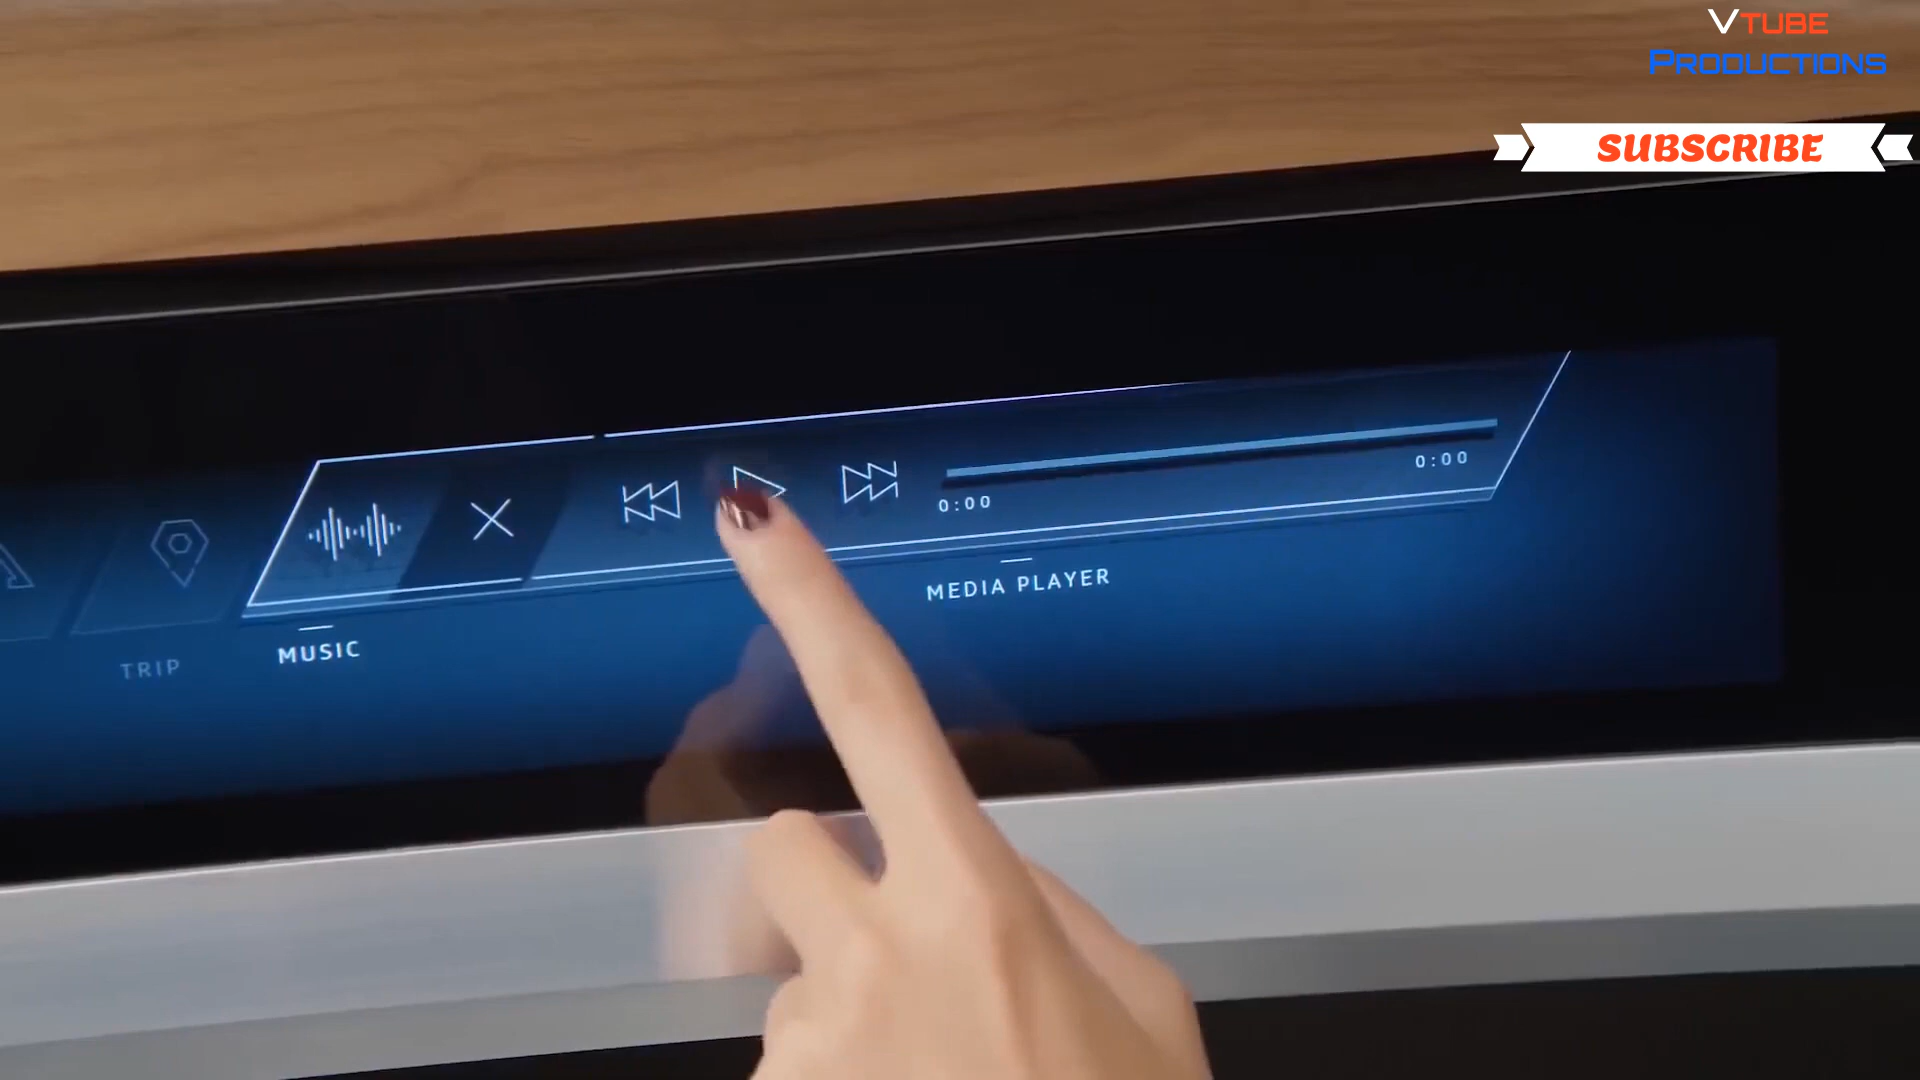 VTUBE
PRODUCTIONS
SUBSCRIBE
0:00
0:00
MEDIA PLAYER
MUSIC
TRIP